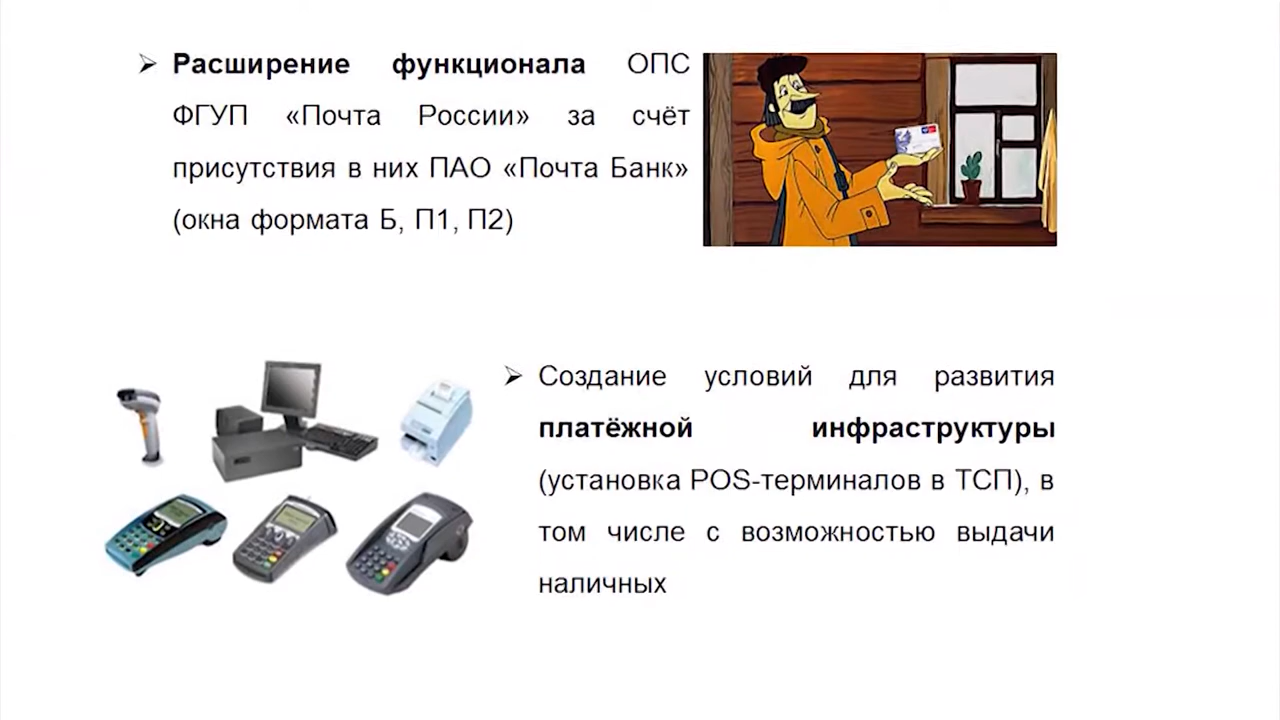 ➢ Расширение функционала ОПС
ФГУП «Почта России» за счёт
присутствия в них ПАО «Почта Банк»
(окна формата Б, П1, П2)
➢ Создание условий для развития
платёжной инфраструктуры
(установка POS-терминалов в ТСП), в
том числе с возможностью выдачи
наличных